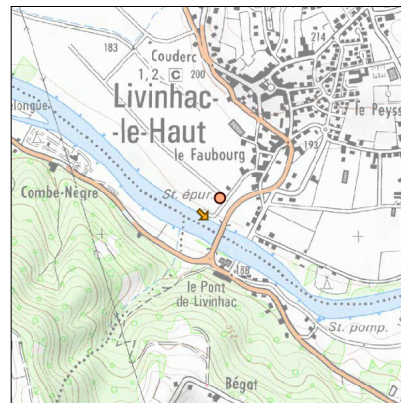 183
Couderc
214
1,2 C 200
Livinhac-
-le-Haut
le Peyss
193
le Faubourg
Combe-Nègre
St. épur
188
le Pont
de Livinhac
St. pomp.
Bégat